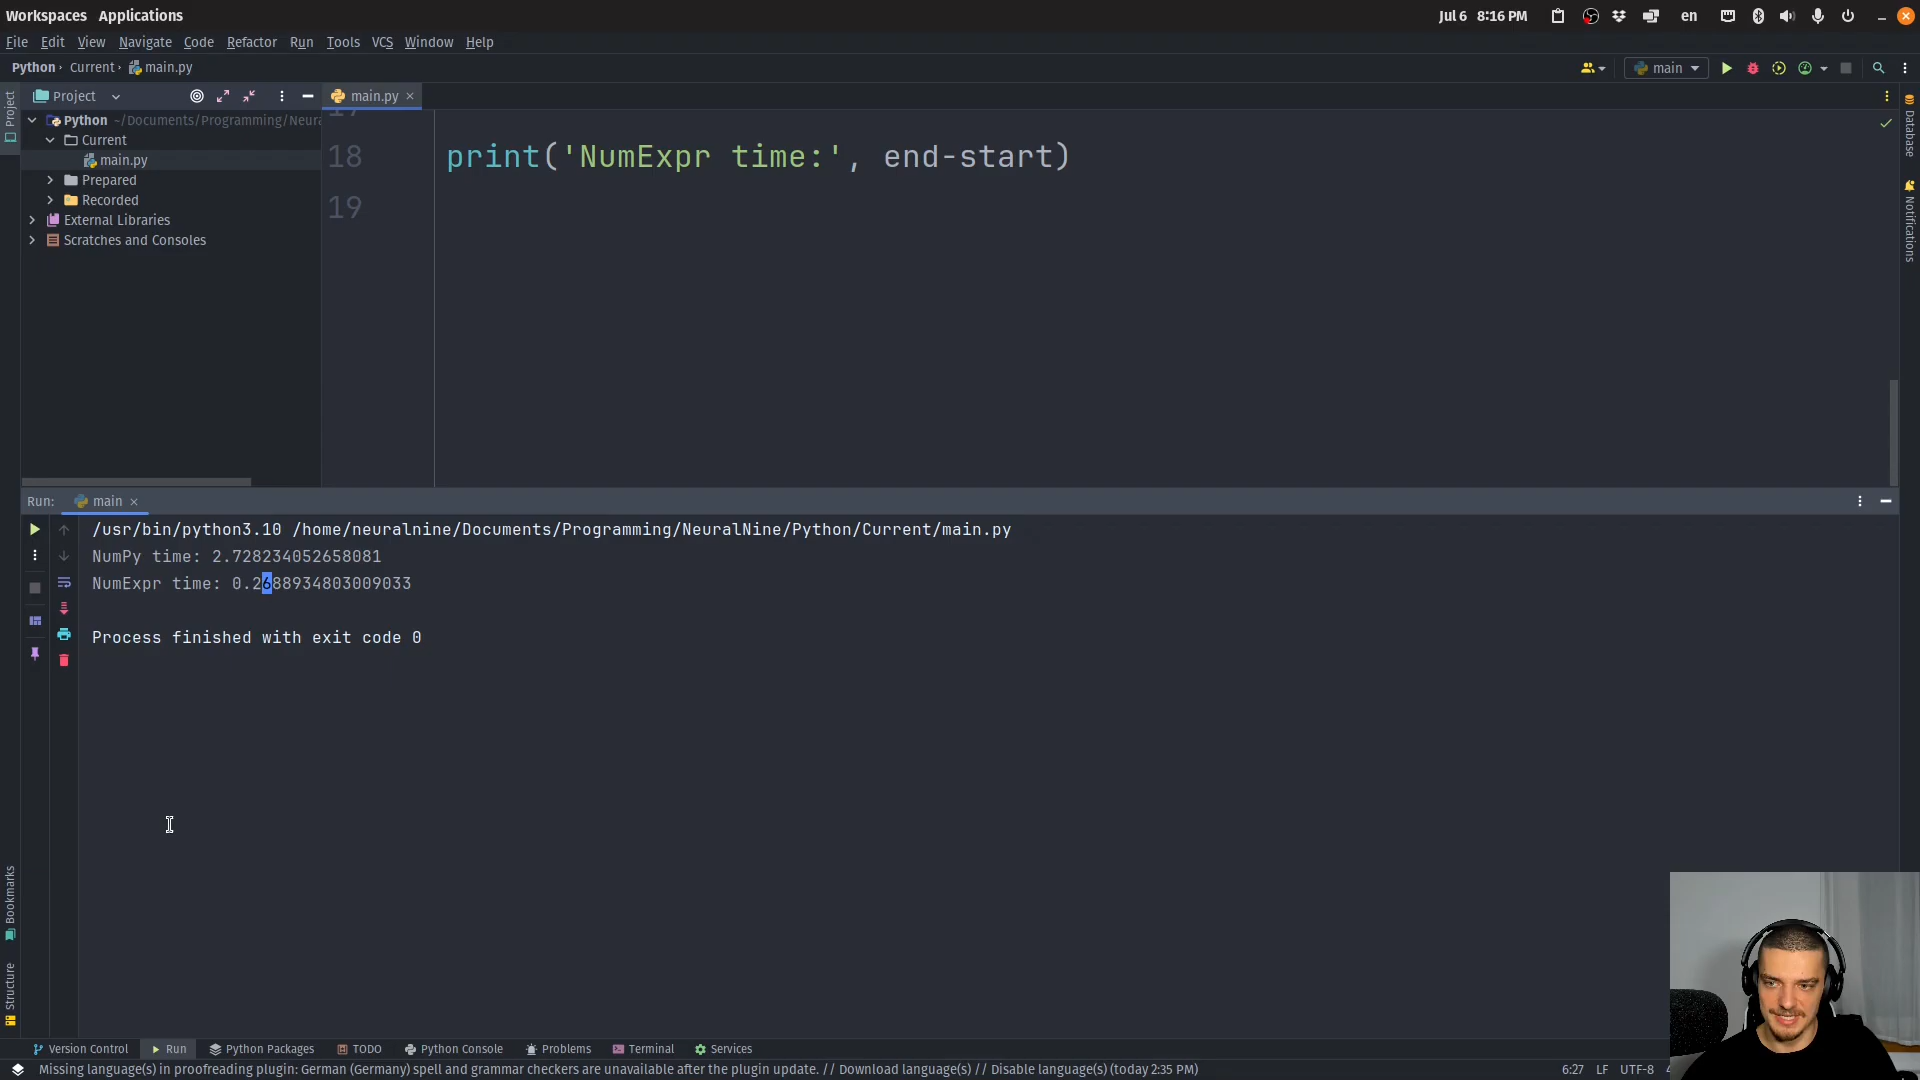 Workspaces Applications
Jul 6 8:16 PM
en
File Edit View Navigate Code Refactor Run Tools VCS Window Help
Python Current main.py
main
Project
main.py
Python ~/Documents/Programming/Neura
Current
main.py
Prepared
Recorded
External Libraries
Scratches and Consoles
Project
Database
Notifications
18 print('NumExpr time:', end-start)
19
Run: main
/usr/bin/python3.10 /home/neuralnine/Documents/Programming/NeuralNine/Python/Current/main.py
NumPy time: 2.728234052658081
NumExpr time: 0.2688934803009033
Process finished with exit code 0
Bookmarks
Structure
Version Control Run Python Packages TODO Python Console Problems Terminal Services
Missing language(s) in proofreading plugin: German (Germany) spell and grammar checkers are unavailable after the plugin update. // Download language(s) // Disable language(s) (today 2:35 PM)
6:27 LF UTF-8